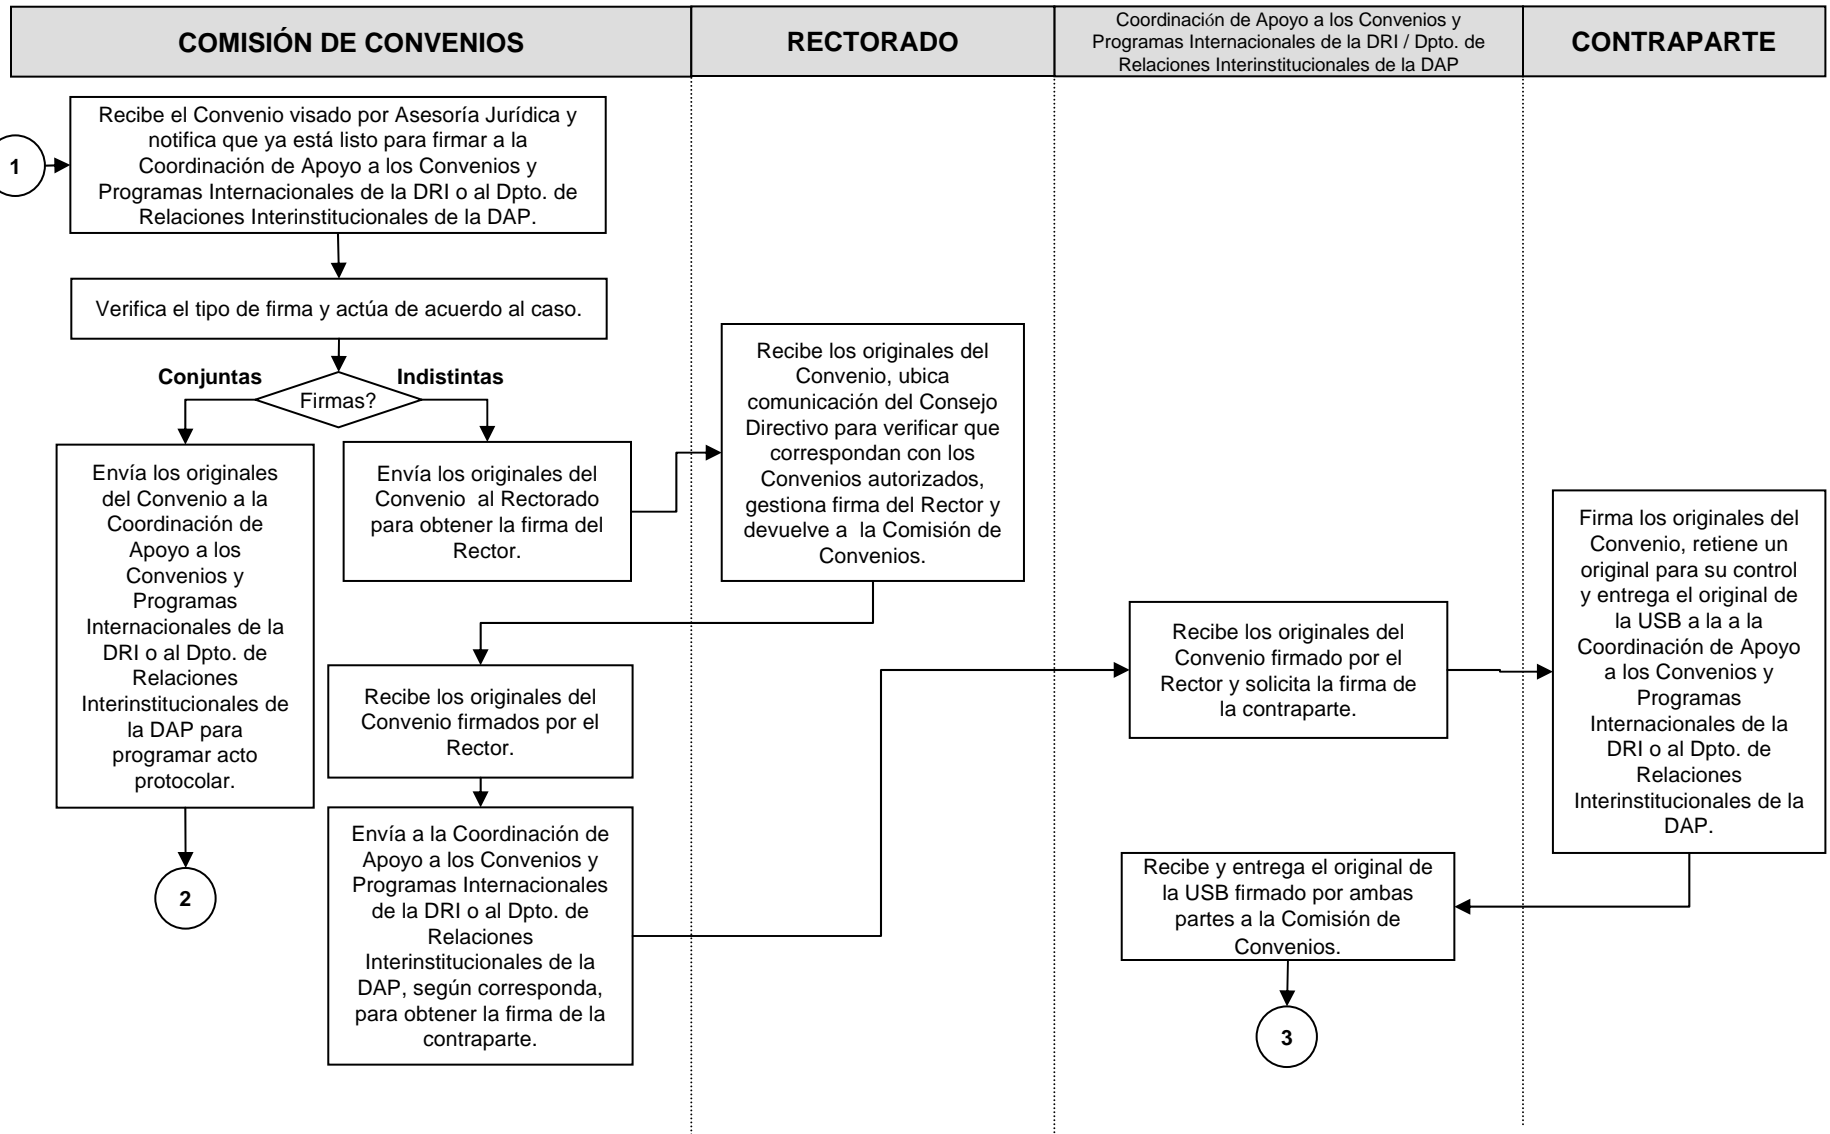 COMISIÓN DE CONVENIOS
RECTORADO
Coordinación de Apoyo a los Convenios y
Programas Internacionales de la DRI / Dpto. de
Relaciones Interinstitucionales de la DAP
CONTRAPARTE
1
Recibe el Convenio visado por Asesoría Jurídica y
notifica que ya está listo para firmar a la
Coordinación de Apoyo a los Convenios y
Programas Internacionales de la DRI o al Dpto. de
Relaciones Interinstitucionales de la DAP.
Verifica el tipo de firma y actúa de acuerdo al caso.
Conjuntas
Indistintas
Firmas?
Envía los originales
del Convenio a la
Coordinación de
Apoyo a los
Convenios y
Programas
Internacionales de la
DRI o al Dpto. de
Relaciones
Interinstitucionales de
la DAP para
programar acto
protocolar.
2
Envía los originales del
Convenio al Rectorado
para obtener la firma del
Rector.
Recibe los originales del
Convenio, ubica
comunicación del Consejo
Directivo para verificar que
correspondan con los
Convenios autorizados,
gestiona firma del Rector y
devuelve a la Comisión de
Convenios.
Recibe los originales del
Convenio firmados por el
Rector.
Envía a la Coordinación de
Apoyo a los Convenios y
Programas Internacionales
de la DRI o al Dpto. de
Relaciones
Interinstitucionales de la
DAP, según corresponda,
para obtener la firma de la
contraparte.
Recibe los originales del
Convenio firmado por el
Rector y solicita la firma de
la contraparte.
Firma los originales del
Convenio, retiene un
original para su control
y entrega el original de
la USB a la a la
Coordinación de Apoyo
a los Convenios y
Programas
Internacionales de la
DRI o al Dpto. de
Relaciones
Interinstitucionales de la
DAP.
Recibe y entrega el original de
la USB firmado por ambas
partes a la Comisión de
Convenios.
3